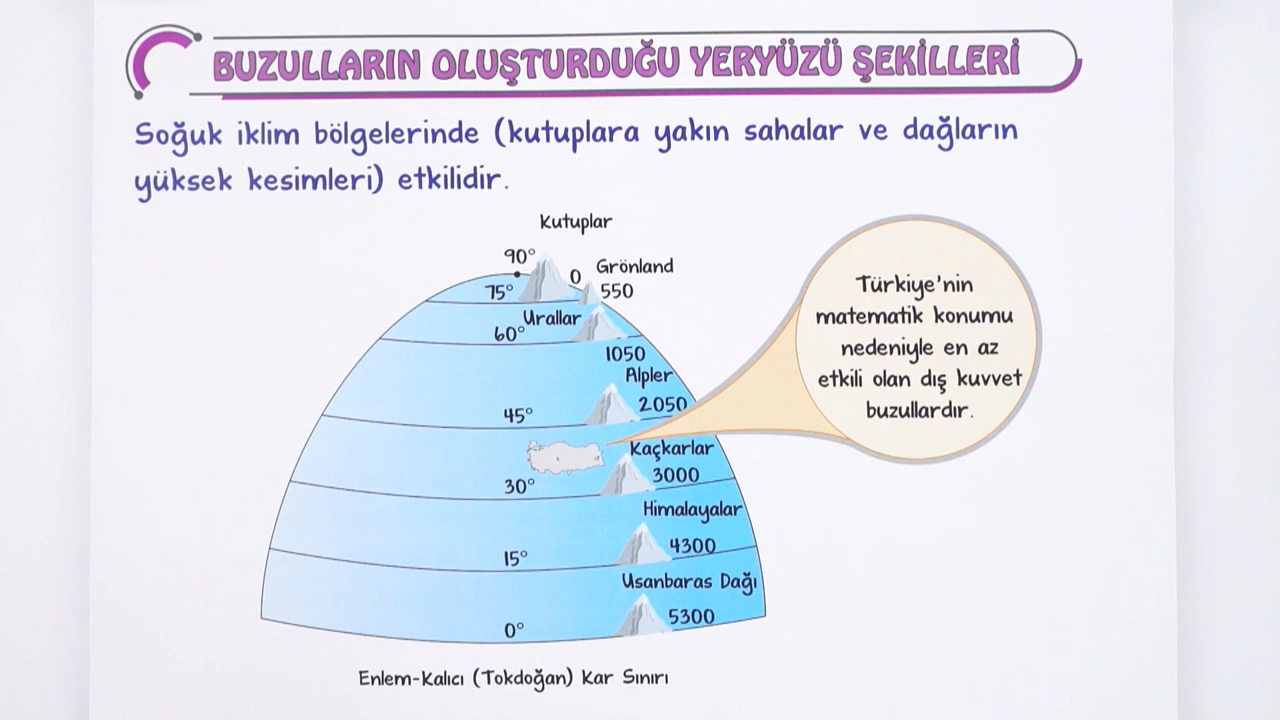 BUZULLARIN OLUŞTURDUĞU YERYÜZÜ ŞEKİLLERİ
Soğuk iklim bölgelerinde (kutuplara yakın sahalar ve dağların
yüksek kesimleri) etkilidir.
Kutuplar
90°
0
Grönland
75°
550
Urallar
60°
1050
Alpler
2050
45°
Kaçkarlar
3000
30°
Himalayalar
4300
15°
Usanbaras Dağı
5300
0°
Türkiye'nin
matematik konumu
nedeniyle en az
etkili olan dış kuvvet
buzullardır.
Enlem-Kalıcı (Tokdoğan) Kar Sınırı